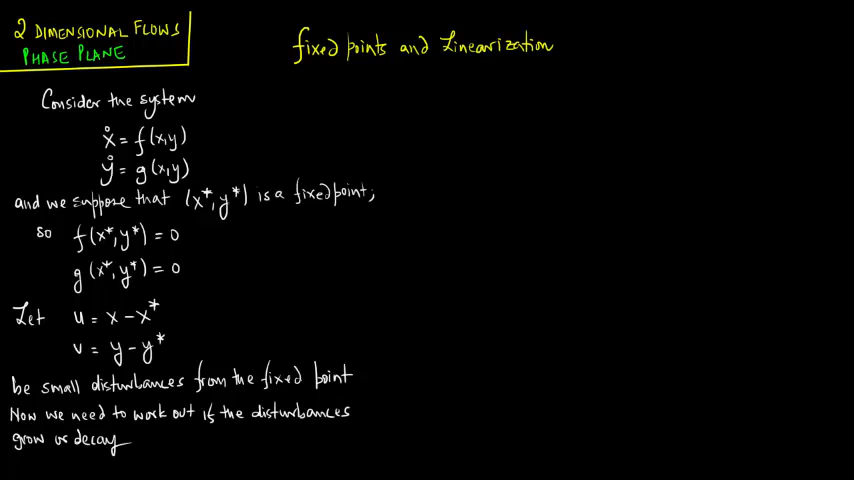 2 DIMENSIONAL FLOWS
PHASE PLANE
fixed points and Linearization
Consider the system
ẋ = f(x,y)
ẏ = g(x,y)
and we suppose that (x*, y*) is a fixed point,
so f(x*, y*) = 0
g(x*, y*) = 0
Let u = x - x*
v = y - y*
be small disturbances from the fixed point
Now we need to work out if the disturbances
grow or decay